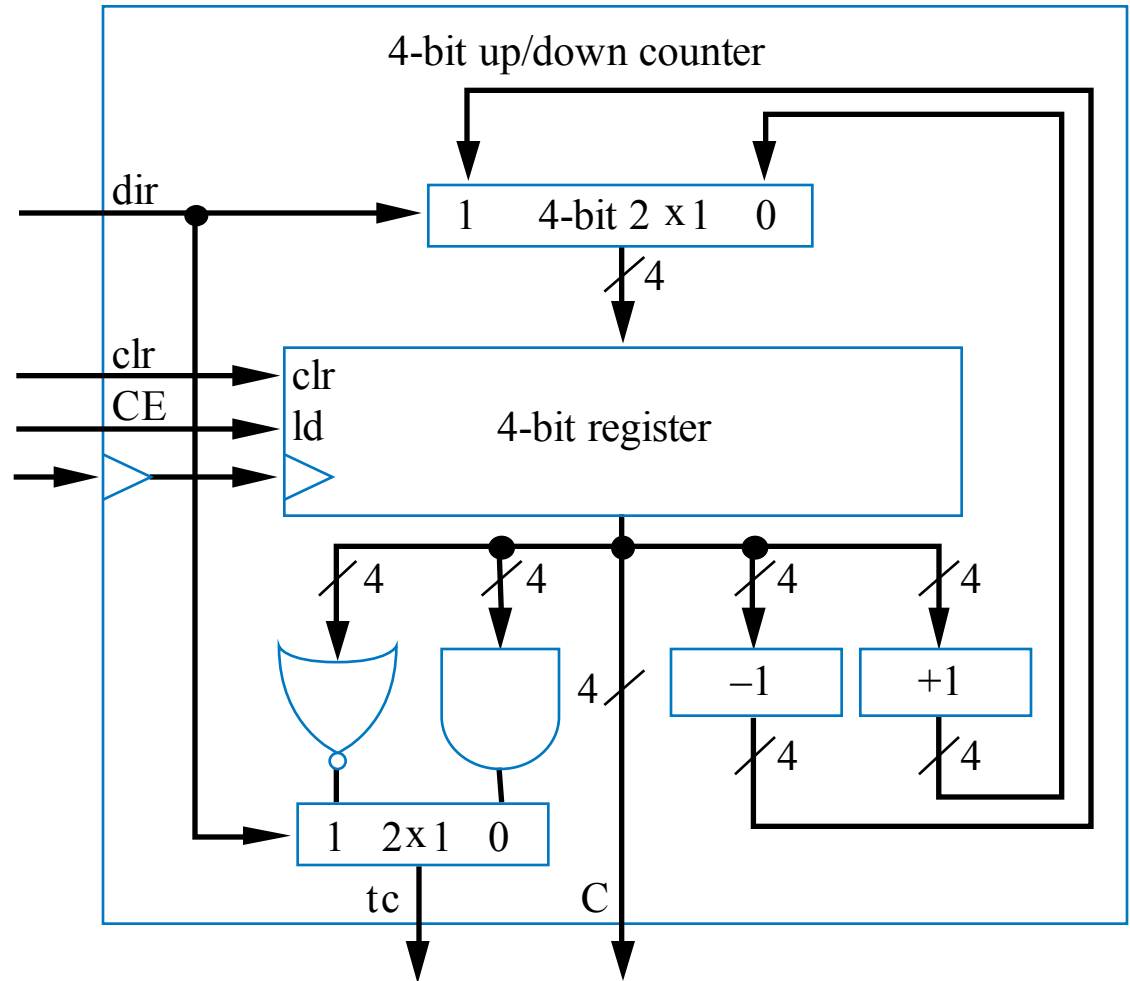 4-bit up/down counter
dir
1 4-bit 2 x 1 0
4
clr
clr
CE
ld
4-bit register
4
4
4
4
4
–1
+1
4
4
1 2x1 0
tc
C